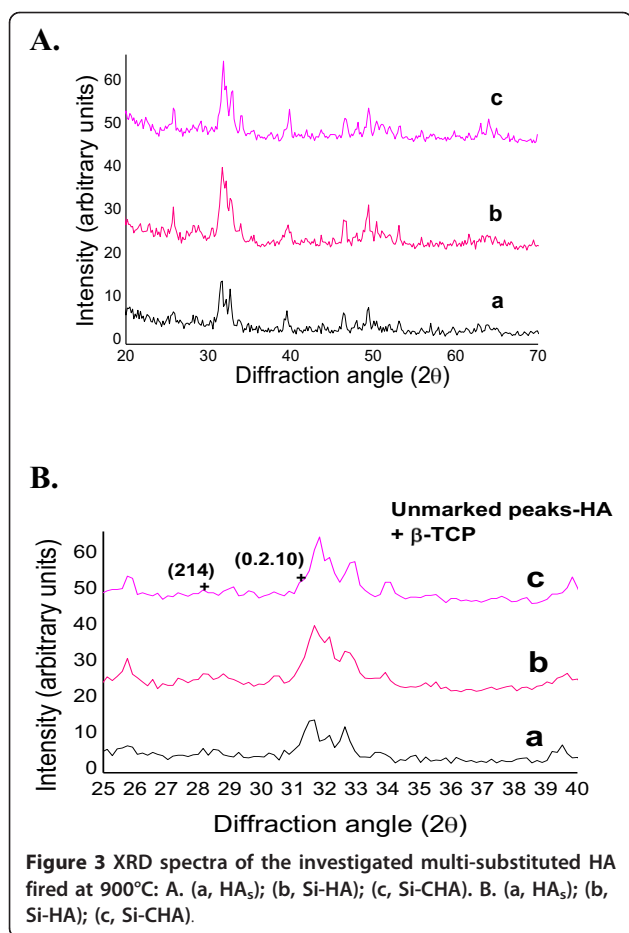 A.
Intensity (arbitrary units)
60
50
40
30
20
10
0
c
b
a
20 30 40 50 60 70
Diffraction angle (2θ)
B.
Unmarked peaks-HA
+ β-TCP
(214)
(0.2.10)
+
+
Intensity (arbitrary units)
60
50
40
30
20
10
0
c
b
a
25 26 27 28 29 30 31 32 33 34 35 36 37 38 39 40
Diffraction angle (2θ)
Figure 3 XRD spectra of the investigated multi-substituted HA
fired at 900°C: A. (a, HAₛ); (b, Si-HA); (c, Si-CHA). B. (a, HAₛ); (b,
Si-HA); (c, Si-CHA).